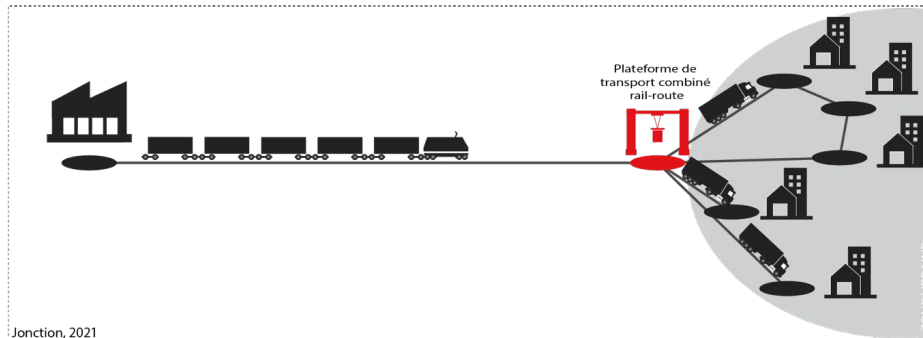 Plateforme de
transport combiné
rail-route
Jonction, 2021